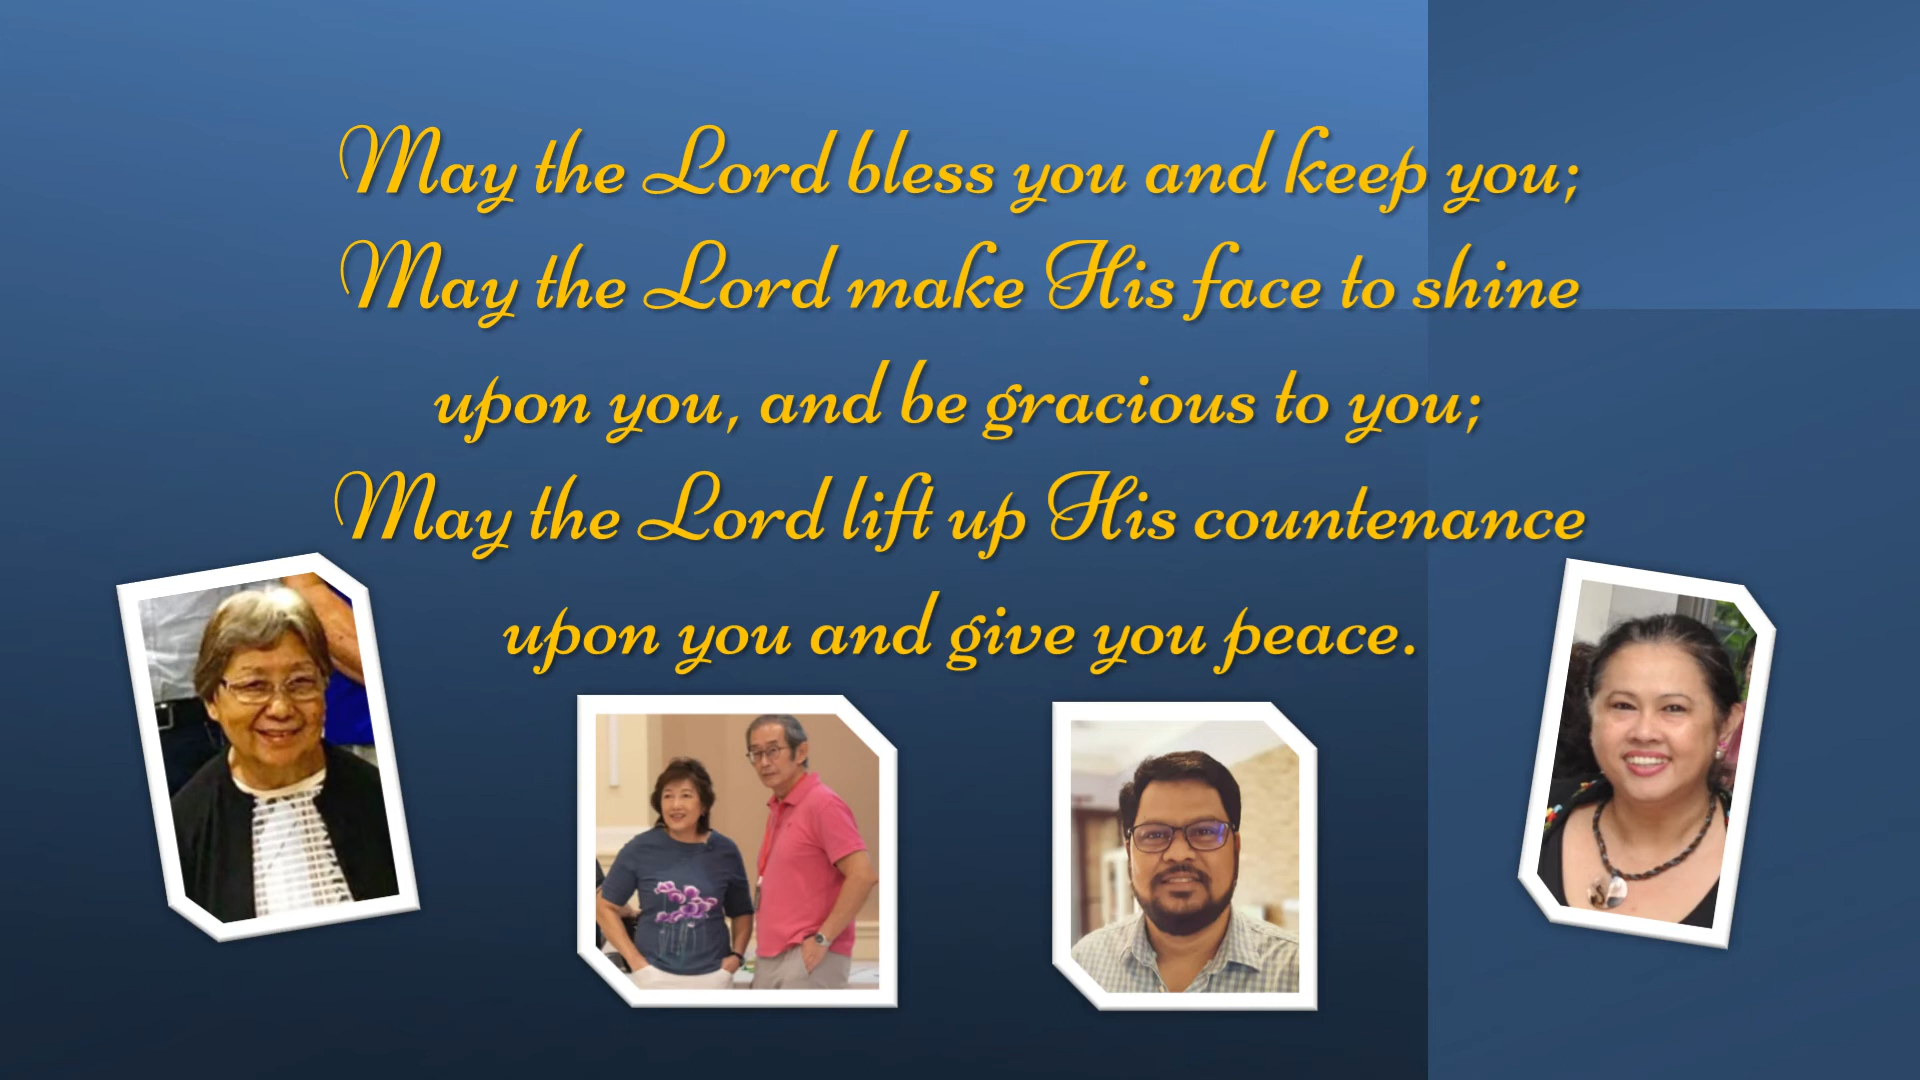 May the Lord bless you and keep you;
May the Lord make His face to shine
upon you, and be gracious to you;
May the Lord lift up His countenance
upon you and give you peace.